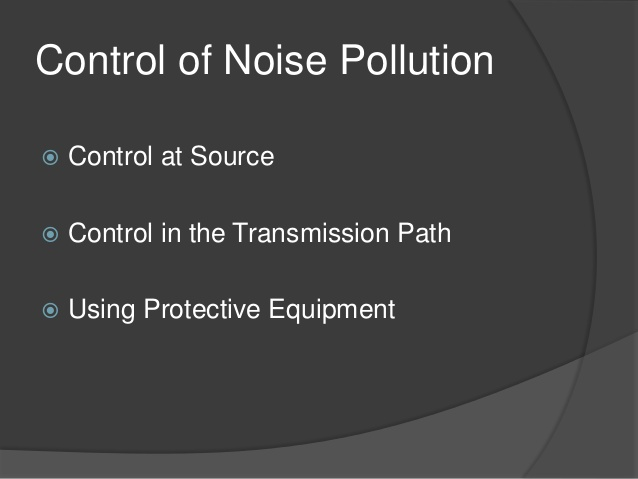 Control of Noise Pollution
Control at Source
Control in the Transmission Path
Using Protective Equipment